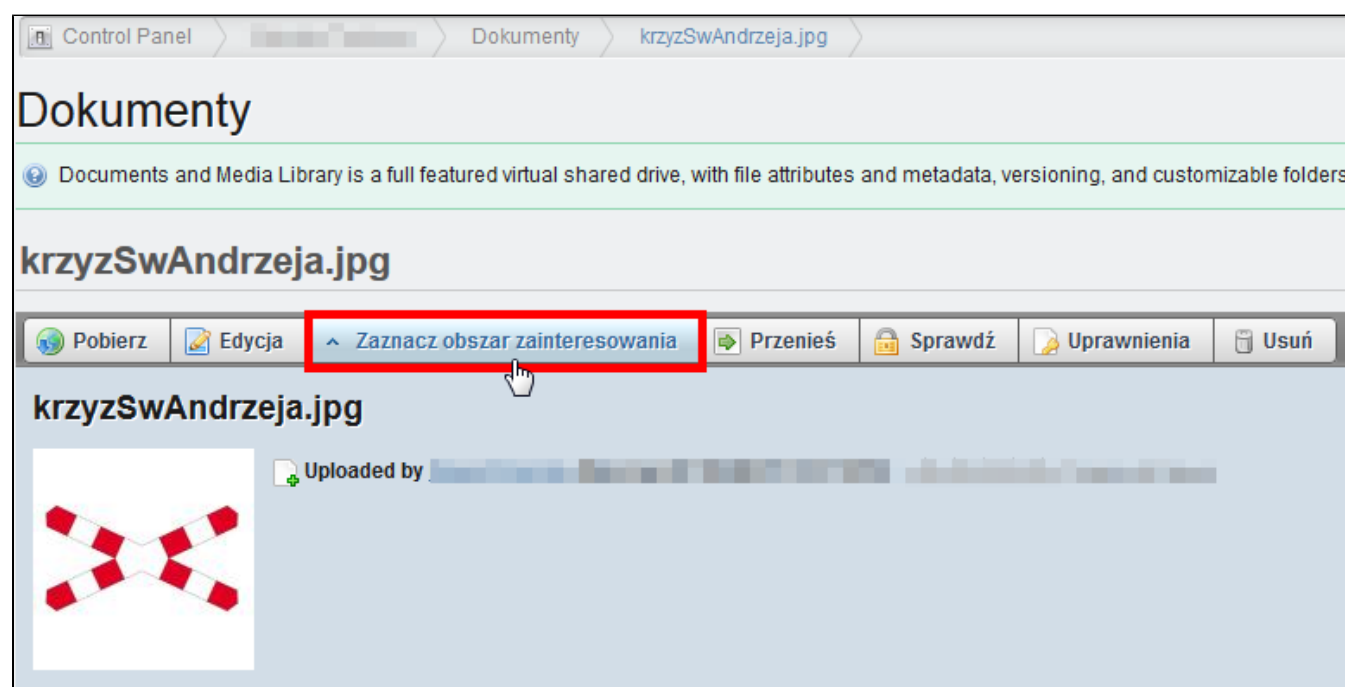 Control Panel Dokumenty krzyzSwAndrzeja.jpg
Dokumenty
Documents and Media Library is a full featured virtual shared drive, with file attributes and metadata, versioning, and customizable folders
krzyzSwAndrzeja.jpg
Pobierz Edycja Zaznacz obszar zainteresowania Przenieś Sprawdź Uprawnienia Usuń
krzyzSwAndrzeja.jpg
Uploaded by